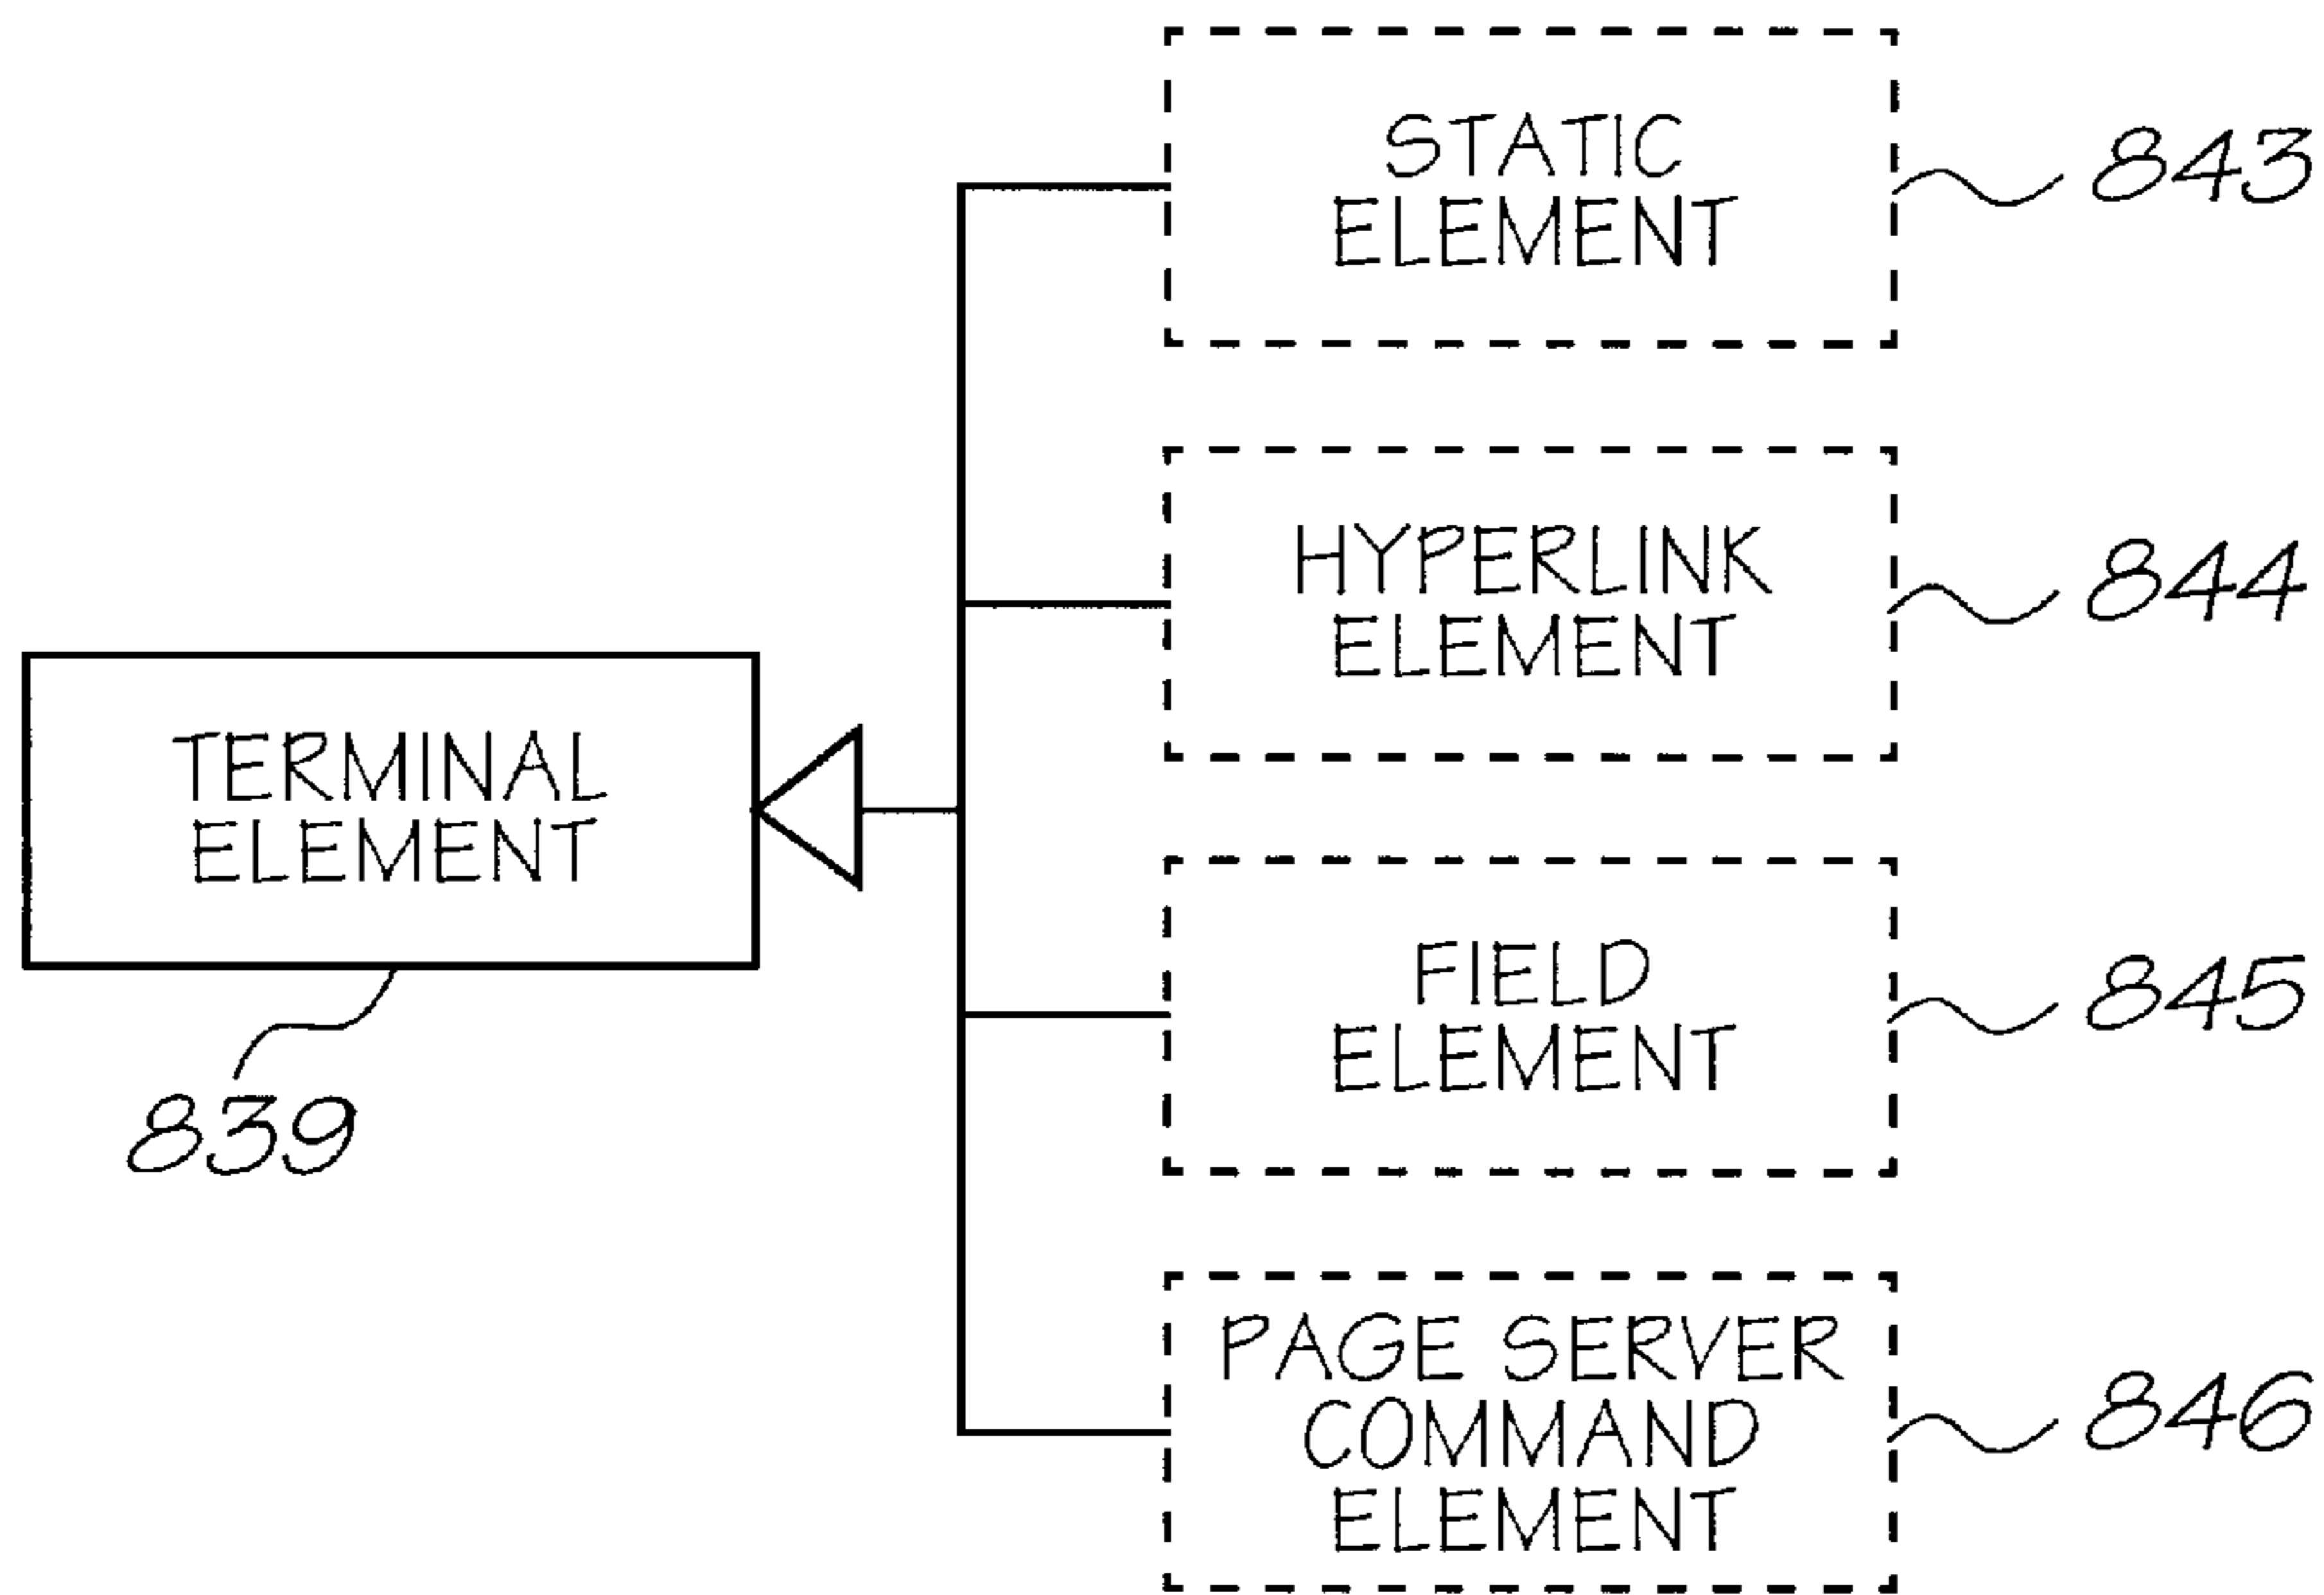 STATIC
ELEMENT
843
HYPERLINK
ELEMENT
844
TERMINAL
ELEMENT
839
FIELD
ELEMENT
845
PAGE SERVER
COMMAND
ELEMENT
846